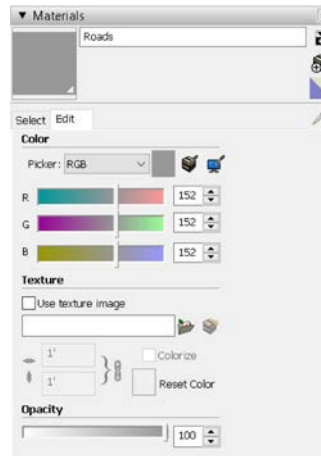 ▼ Materials
Roads
Select Edit
Color
Picker: RGB
R 152
G 152
B 152
Texture
Use texture image
1' Colorize
1' Reset Color
Opacity
100